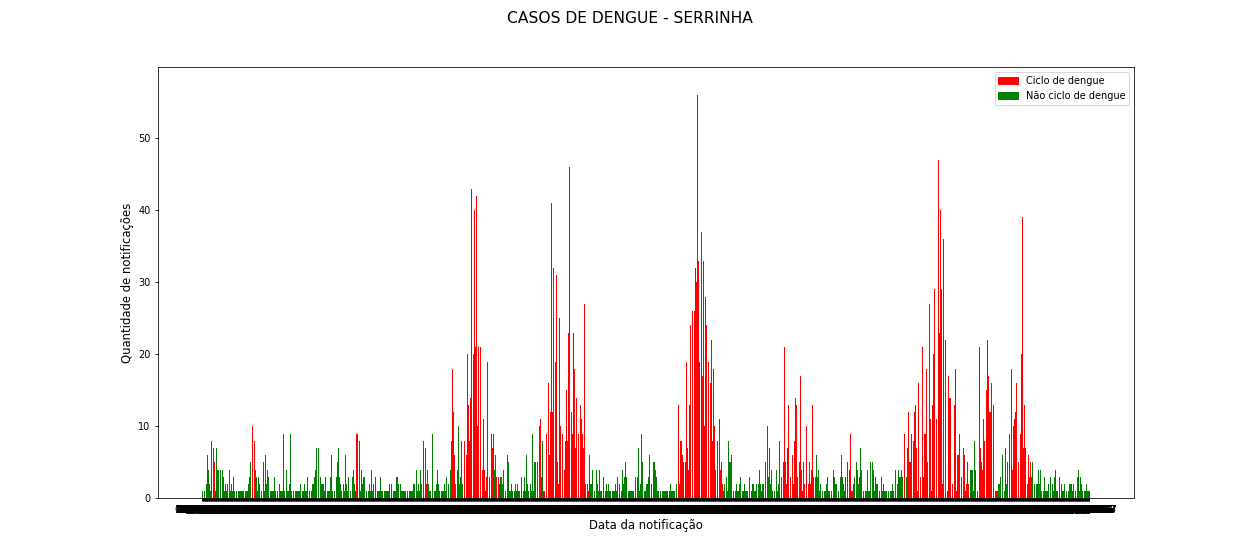 CASOS DE DENGUE - SERRINHA
Ciclo de dengue
Não ciclo de dengue
Quantidade de notificações
50
40
30
20
10
0
Data da notificação